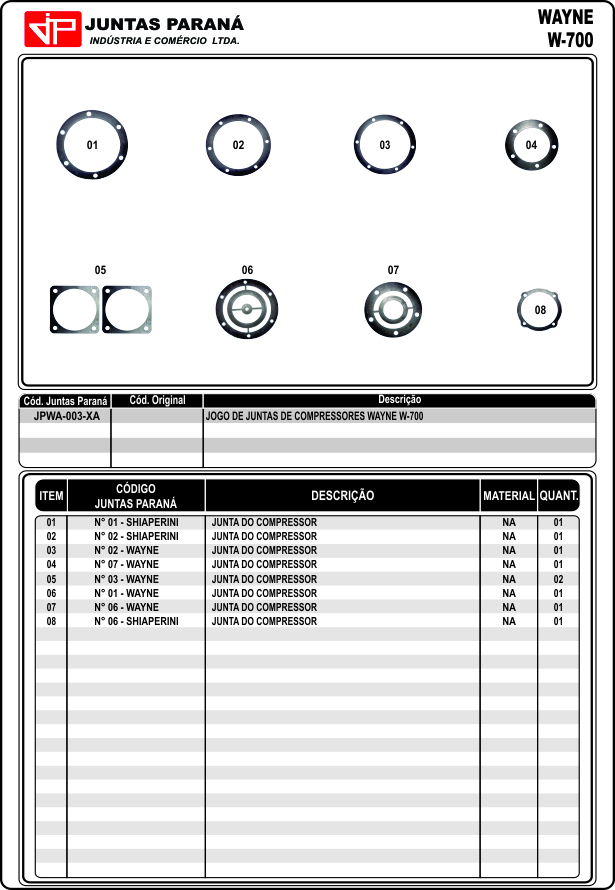 JP JUNTAS PARANÁ
INDÚSTRIA E COMÉRCIO LTDA.
WAYNE
W-700
01 02 03 04
05 06 07
08
Cód. Juntas Paraná Cód. Original Descrição
JPWA-003-XA JOGO DE JUNTAS DE COMPRESSORES WAYNE W-700
ITEM CÓDIGO JUNTAS PARANÁ DESCRIÇÃO MATERIAL QUANT.
01 N° 01 - SHIAPERINI JUNTA DO COMPRESSOR NA 01
02 N° 02 - SHIAPERINI JUNTA DO COMPRESSOR NA 01
03 N° 02 - WAYNE JUNTA DO COMPRESSOR NA 01
04 N° 07 - WAYNE JUNTA DO COMPRESSOR NA 01
05 N° 03 - WAYNE JUNTA DO COMPRESSOR NA 02
06 N° 01 - WAYNE JUNTA DO COMPRESSOR NA 01
07 N° 06 - WAYNE JUNTA DO COMPRESSOR NA 01
08 N° 06 - SHIAPERINI JUNTA DO COMPRESSOR NA 01